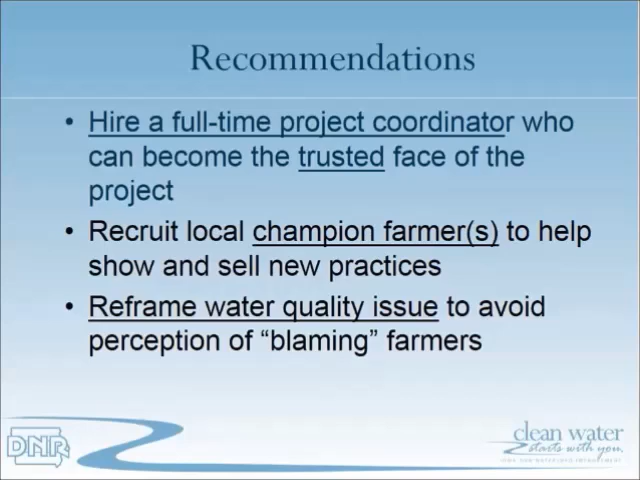 Recommendations
• Hire a full-time project coordinator who
can become the trusted face of the
project
• Recruit local champion farmer(s) to help
show and sell new practices
• Reframe water quality issue to avoid
perception of “blaming” farmers
DNR
clean water
starts with you.